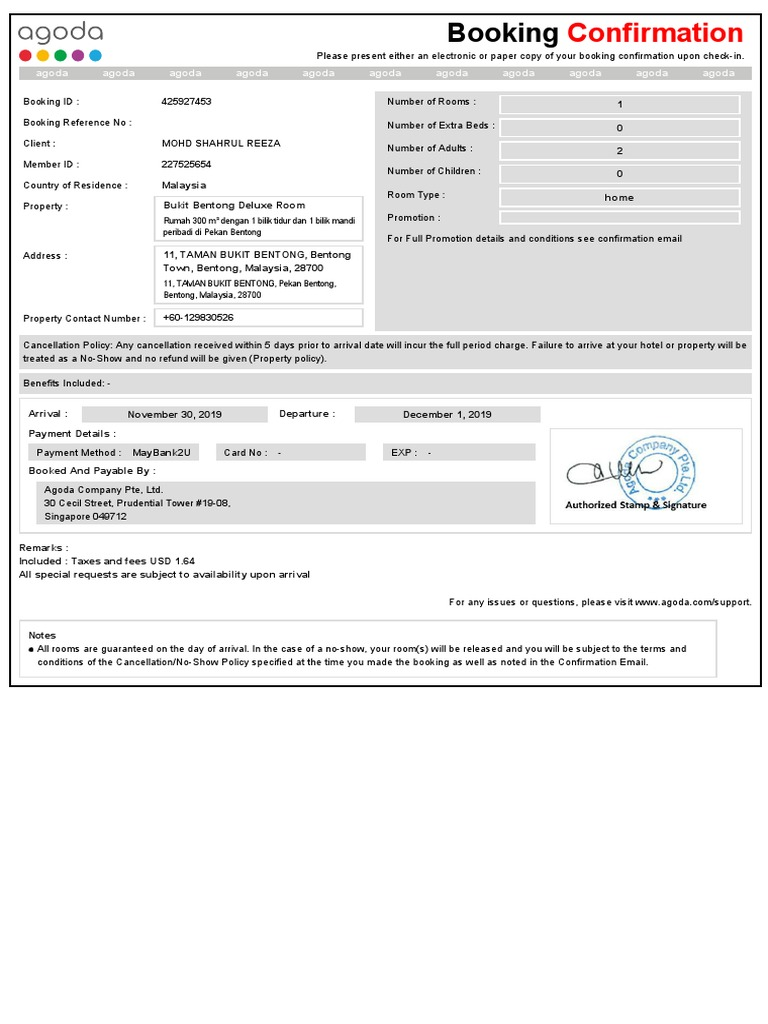 agoda
Booking Confirmation
Please present either an electronic or paper copy of your booking confirmation upon check-in.
agoda agoda agoda agoda agoda agoda agoda agoda agoda agoda agoda
Booking ID : 425927453
Booking Reference No :
Client : MOHD SHAHRUL REEZA
Member ID : 227525654
Country of Residence : Malaysia
Property : Bukit Bentong Deluxe Room
Rumah 300 m² dengan 1 bilik tidur dan 1 bilik mandi
peribadi di Pekan Bentong
Address : 11, TAMAN BUKIT BENTONG, Bentong
Town, Bentong, Malaysia, 28700
11, TAMAN BUKIT BENTONG, Pekan Bentong,
Bentong, Malaysia, 28700
Property Contact Number : +60-129830526
Number of Rooms : 1
Number of Extra Beds : 0
Number of Adults : 2
Number of Children : 0
Room Type : home
Promotion :
For Full Promotion details and conditions see confirmation email
Cancellation Policy: Any cancellation received within 5 days prior to arrival date will incur the full period charge. Failure to arrive at your hotel or property will be
treated as a No-Show and no refund will be given (Property policy).
Benefits Included: -
Arrival : November 30, 2019 Departure : December 1, 2019
Payment Details :
Payment Method : MayBank2U Card No : - EXP : -
Booked And Payable By :
Agoda Company Pte, Ltd.
30 Cecil Street, Prudential Tower #19-08,
Singapore 049712
Agoda Company Pte.Ltd.
Authorized Stamp & Signature
Remarks :
Included : Taxes and fees USD 1.64
All special requests are subject to availability upon arrival
For any issues or questions, please visit www.agoda.com/support.
Notes
● All rooms are guaranteed on the day of arrival. In the case of a no-show, your room(s) will be released and you will be subject to the terms and
conditions of the Cancellation/No-Show Policy specified at the time you made the booking as well as noted in the Confirmation Email.